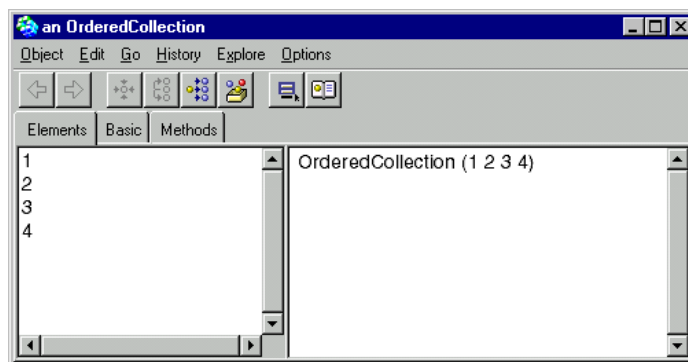 an OrderedCollection
Object Edit Go History Explore Options
Elements Basic Methods
1
2
3
4
OrderedCollection (1 2 3 4)